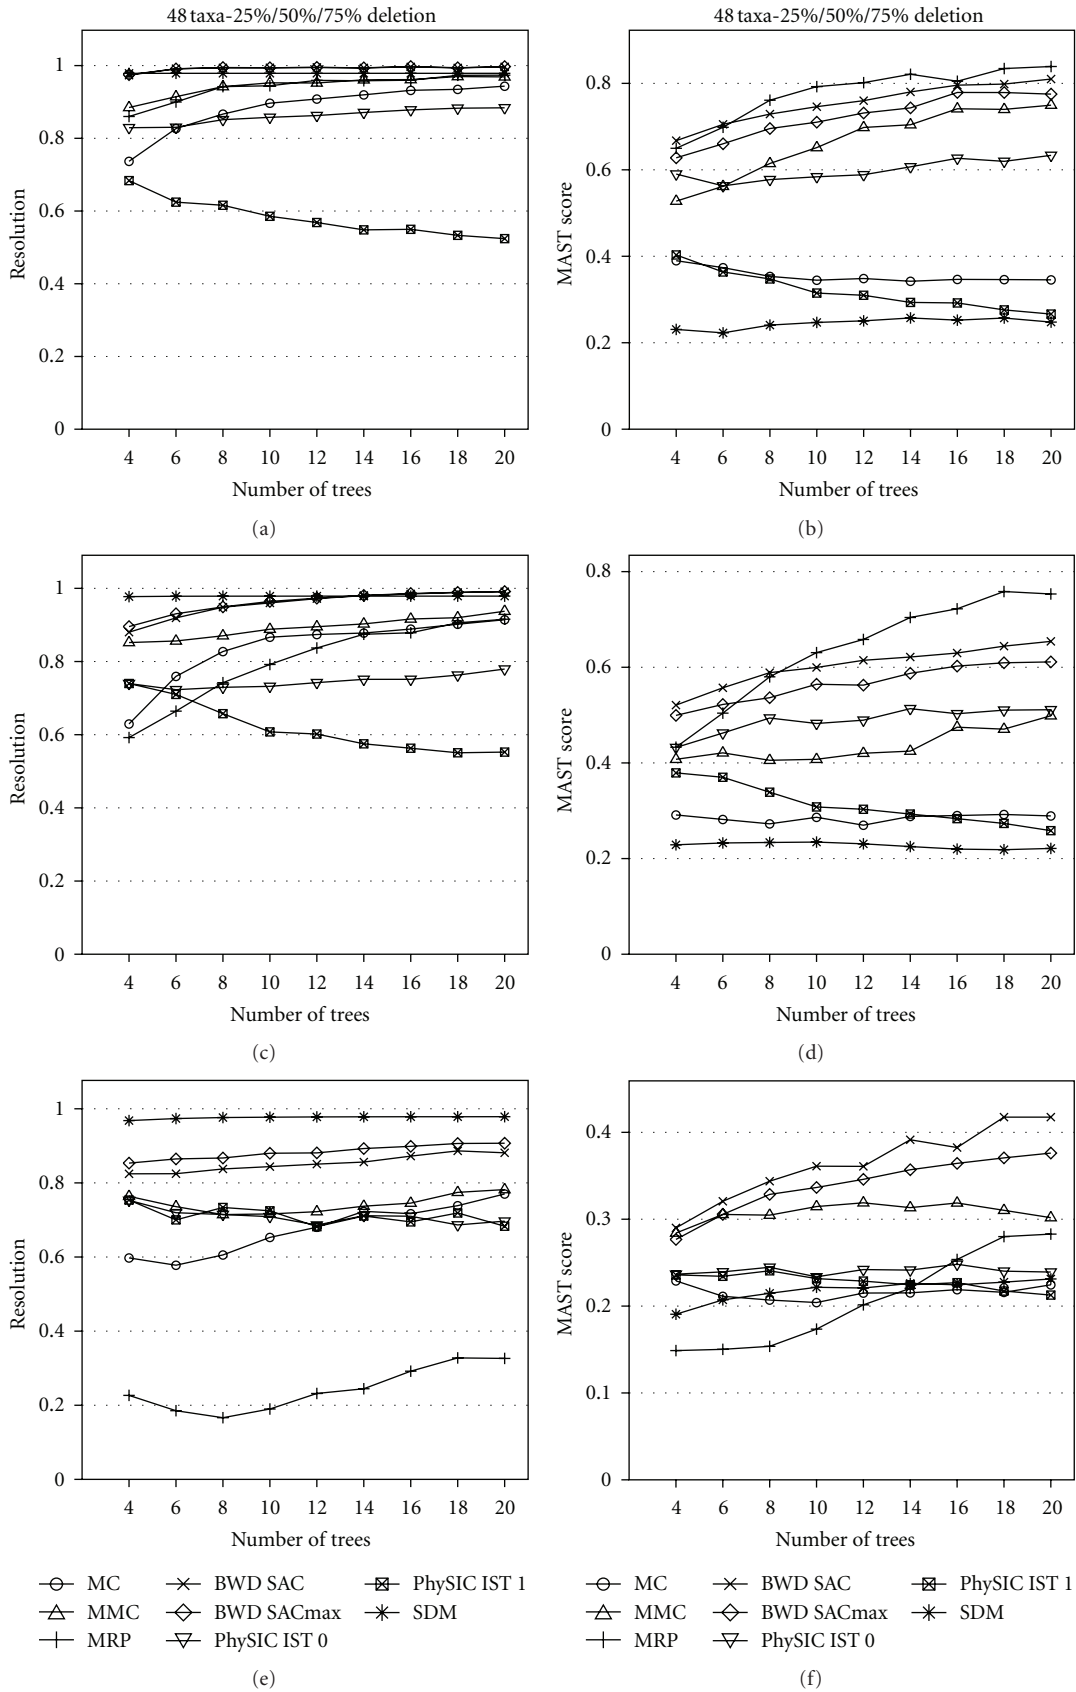 48 taxa-25%/50%/75% deletion
1
0.8
0.6
0.4
0.2
0
Resolution
4 6 8 10 12 14 16 18 20
Number of trees
(a)
48 taxa-25%/50%/75% deletion
0.8
0.6
0.4
0.2
0
MAST score
4 6 8 10 12 14 16 18 20
Number of trees
(b)
1
0.8
0.6
0.4
0.2
0
Resolution
4 6 8 10 12 14 16 18 20
Number of trees
(c)
0.8
0.6
0.4
0.2
0
MAST score
4 6 8 10 12 14 16 18 20
Number of trees
(d)
1
0.8
0.6
0.4
0.2
0
Resolution
4 6 8 10 12 14 16 18 20
Number of trees
MC BWD SAC PhySIC IST 1
MMC BWD SACmax SDM
MRP PhySIC IST 0
(e)
0.4
0.3
0.2
0.1
0
MAST score
4 6 8 10 12 14 16 18 20
Number of trees
MC BWD SAC PhySIC IST 1
MMC BWD SACmax SDM
MRP PhySIC IST 0
(f)